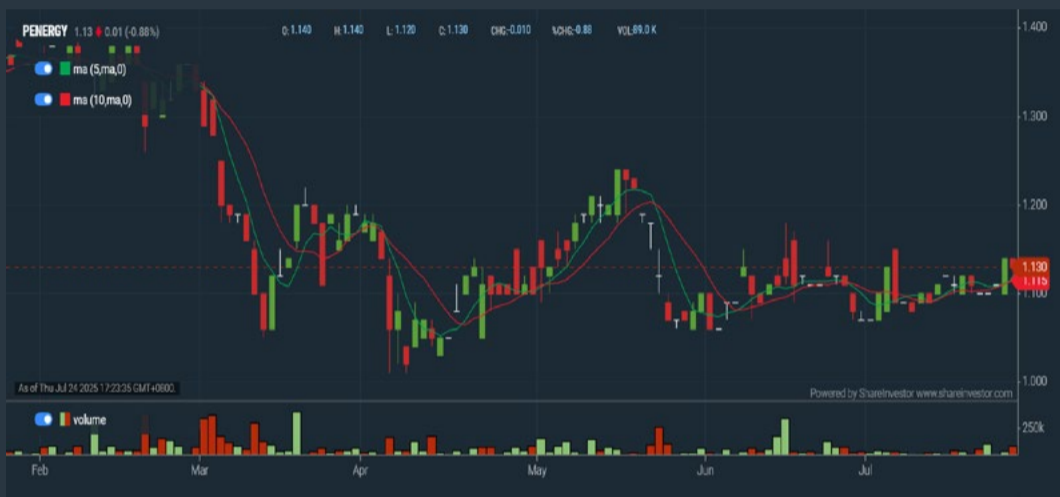 PENERGY 1.13 0.01 (-0.88%) O:1.140 H:1.140 L:1.120 C:1.130 CHG:-0.010 %CHG:-0.88 VOL:89.0 K
ma (5,ma,0)
ma (10,ma,0)
1.400
1.300
1.200
1.130
1.115
1.100
1.000
As of Thu Jul 24 2025 17:23:35 GMT+0800.
Powered by ShareInvestor www.shareinvestor.com
volume
250k
Feb Mar Apr May Jun Jul